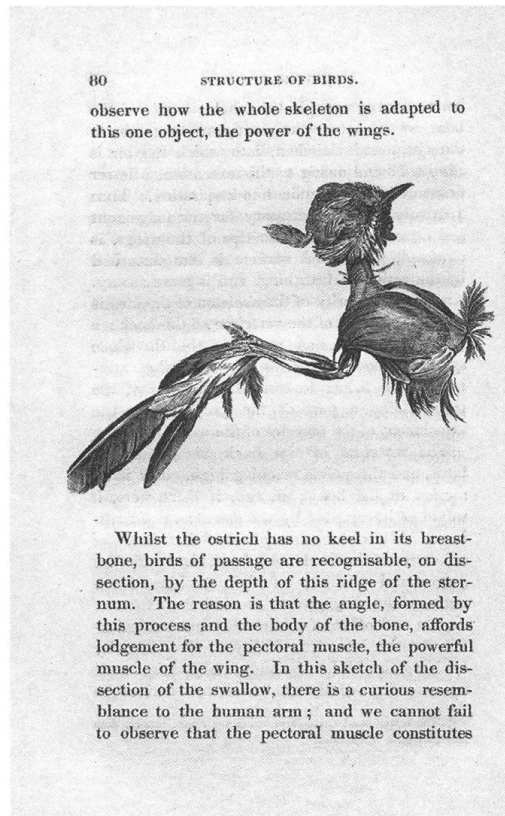 80 STRUCTURE OF BIRDS.
observe how the whole skeleton is adapted to
this one object, the power of the wings.
Whilst the ostrich has no keel in its breast-
bone, birds of passage are recognisable, on dis-
section, by the depth of this ridge of the ster-
num. The reason is that the angle, formed by
this process and the body of the bone, affords
lodgement for the pectoral muscle, the powerful
muscle of the wing. In this sketch of the dis-
section of the swallow, there is a curious resem-
blance to the human arm; and we cannot fail
to observe that the pectoral muscle constitutes